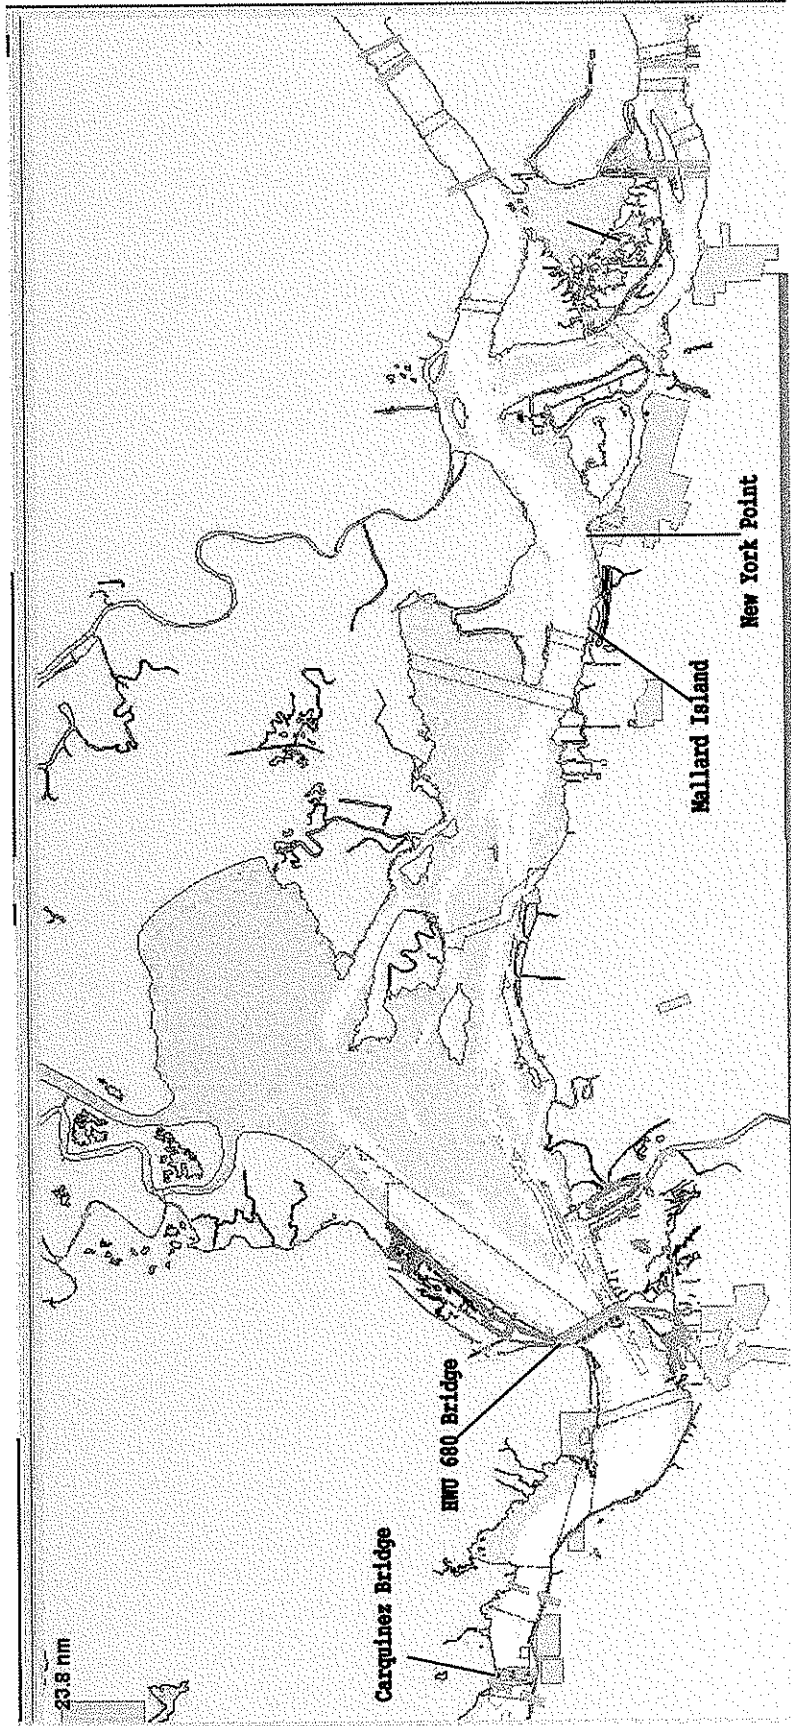 23.8 nm
Carquinez Bridge
HWU 680 Bridge
Mallard Island
New York Point